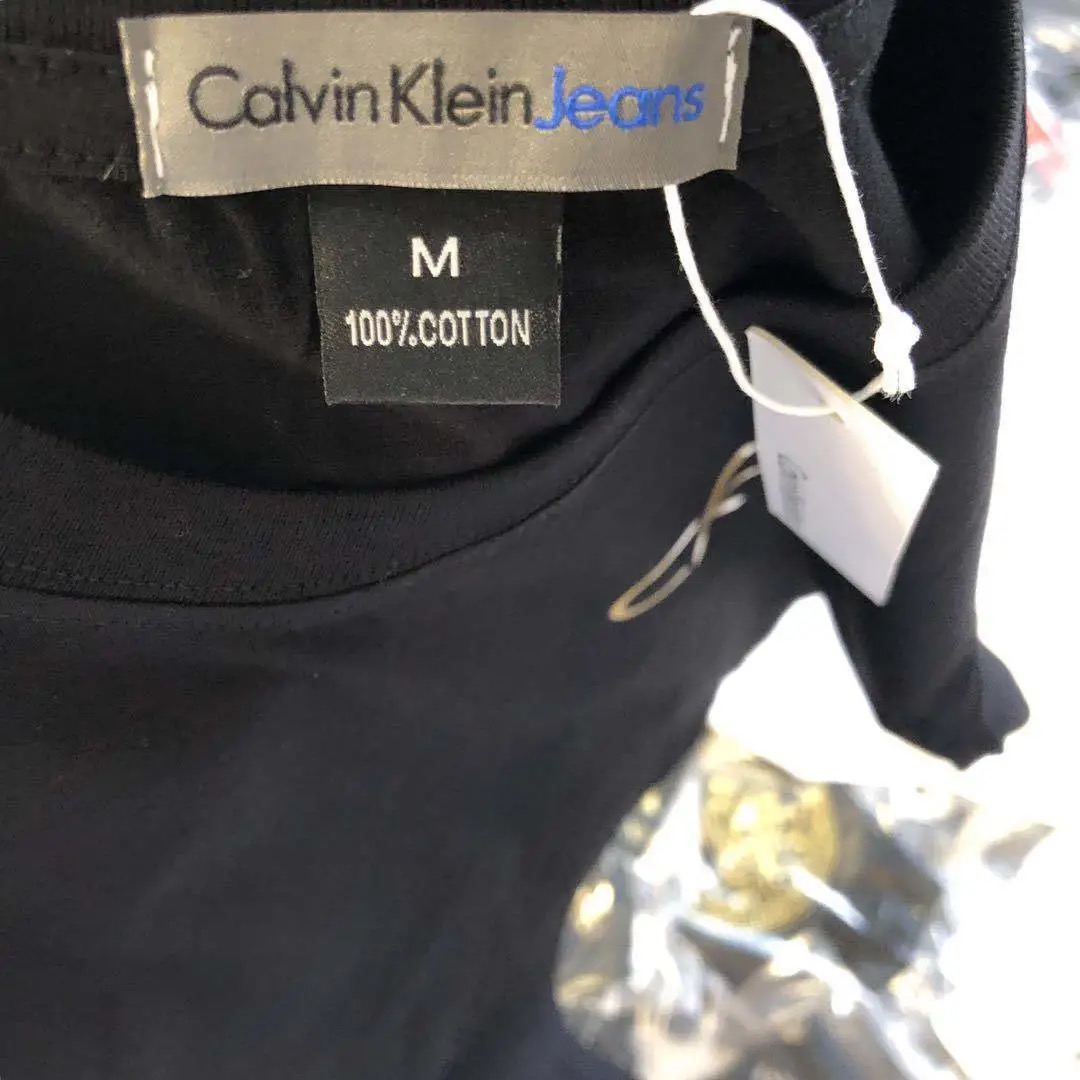 Calvin Klein Jeans
M
100% COTTON